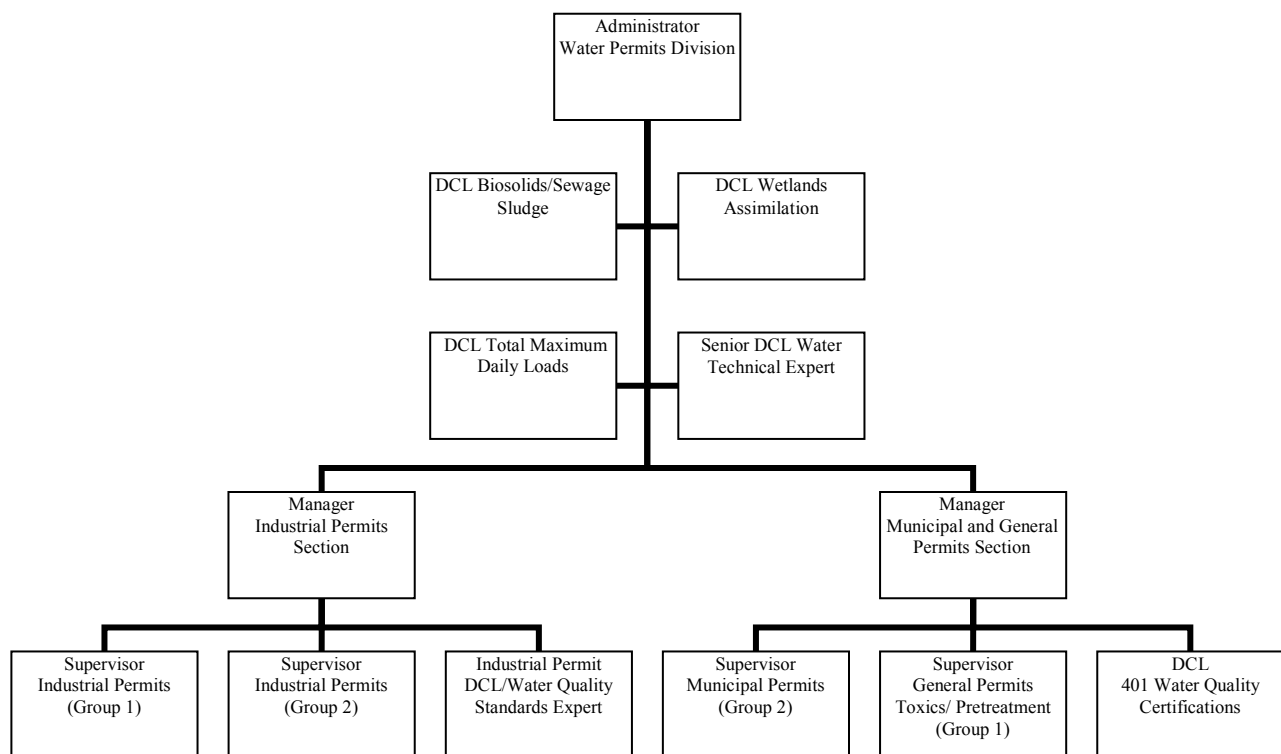 Administrator
Water Permits Division
DCL Biosolids/Sewage
Sludge
DCL Wetlands
Assimilation
DCL Total Maximum
Daily Loads
Senior DCL Water
Technical Expert
Manager
Industrial Permits
Section
Manager
Municipal and General
Permits Section
Supervisor
Industrial Permits
(Group 1)
Supervisor
Industrial Permits
(Group 2)
Industrial Permit
DCL/Water Quality
Standards Expert
Supervisor
Municipal Permits
(Group 2)
Supervisor
General Permits
Toxics/ Pretreatment
(Group 1)
DCL
401 Water Quality
Certifications